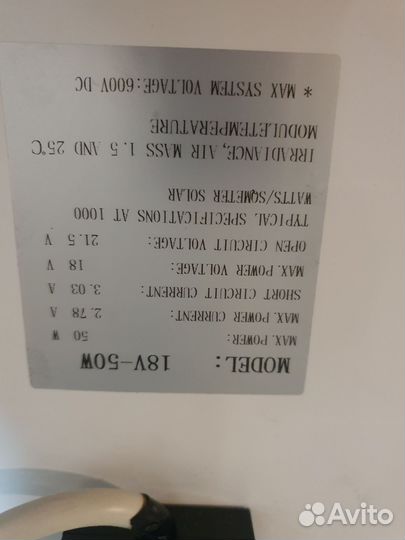 MODEL: 18V-50W
MAX.POWER: 50 W
MAX.POWER CURRENT: 2.78 A
SHORT CIRCUIT CURRENT: 3.03 A
MAX.POWER VOLTAGE: 18 V
OPEN CIRCUIT VOLTAGE: 21.5 V
TYPICAL SPECIFICATIONS AT 1000
WATTS/SQMETER SOLAR
IRRADIANCE, AIR MASS 1.5 AND 25℃
MODULETEMPERATURE
* MAX SYSTEM VOLTAGE:600V DC
Avito